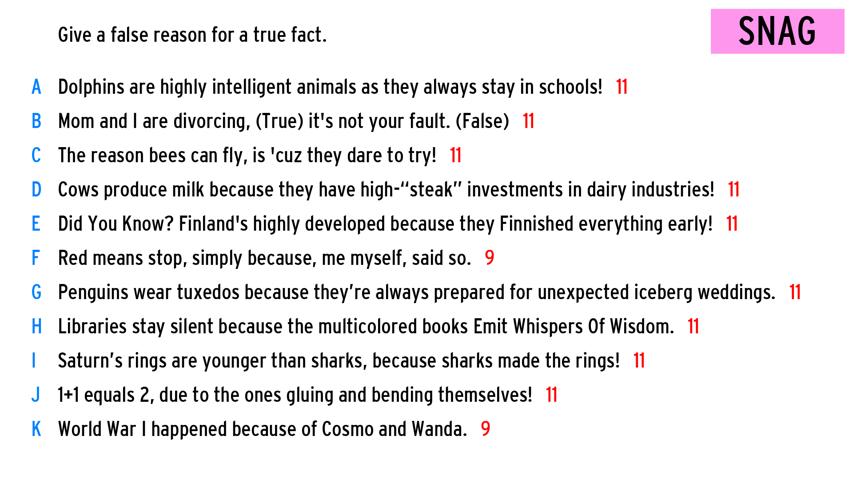 Give a false reason for a true fact.
SNAG
A Dolphins are highly intelligent animals as they always stay in schools! 11
B Mom and I are divorcing, (True) it's not your fault. (False) 11
C The reason bees can fly, is 'cuz they dare to try! 11
D Cows produce milk because they have high-“steak” investments in dairy industries! 11
E Did You Know? Finland's highly developed because they Finnished everything early! 11
F Red means stop, simply because, me myself, said so. 9
G Penguins wear tuxedos because they’re always prepared for unexpected iceberg weddings. 11
H Libraries stay silent because the multicolored books Emit Whispers Of Wisdom. 11
I Saturn’s rings are younger than sharks, because sharks made the rings! 11
J 1+1 equals 2, due to the ones gluing and bending themselves! 11
K World War I happened because of Cosmo and Wanda. 9